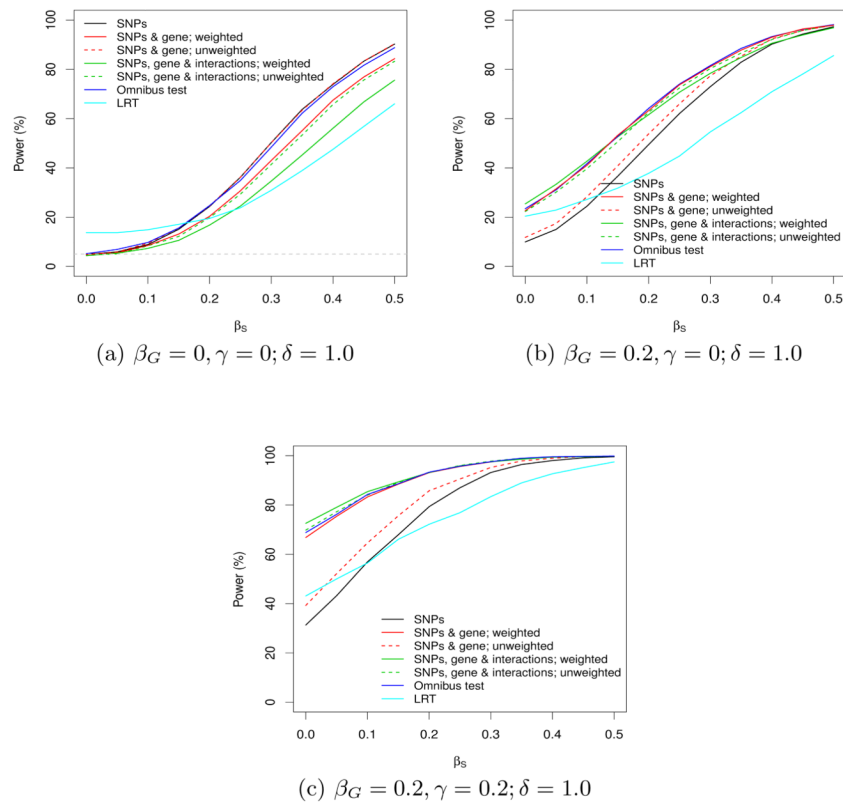 100
80
60
40
20
0
Power (%)
SNPs
SNPs & gene; weighted
SNPs & gene; unweighted
SNPs, gene & interactions; weighted
SNPs, gene & interactions; unweighted
Omnibus test
LRT
0.0 0.1 0.2 0.3 0.4 0.5
βS
(a) βG = 0, γ = 0; δ = 1.0
100
80
60
40
20
0
Power (%)
SNPs
SNPs & gene; weighted
SNPs & gene; unweighted
SNPs, gene & interactions; weighted
SNPs, gene & interactions; unweighted
Omnibus test
LRT
0.0 0.1 0.2 0.3 0.4 0.5
βS
(b) βG = 0.2, γ = 0; δ = 1.0
100
80
60
40
20
0
Power (%)
SNPs
SNPs & gene; weighted
SNPs & gene; unweighted
SNPs, gene & interactions; weighted
SNPs, gene & interactions; unweighted
Omnibus test
LRT
0.0 0.1 0.2 0.3 0.4 0.5
βS
(c) βG = 0.2, γ = 0.2; δ = 1.0